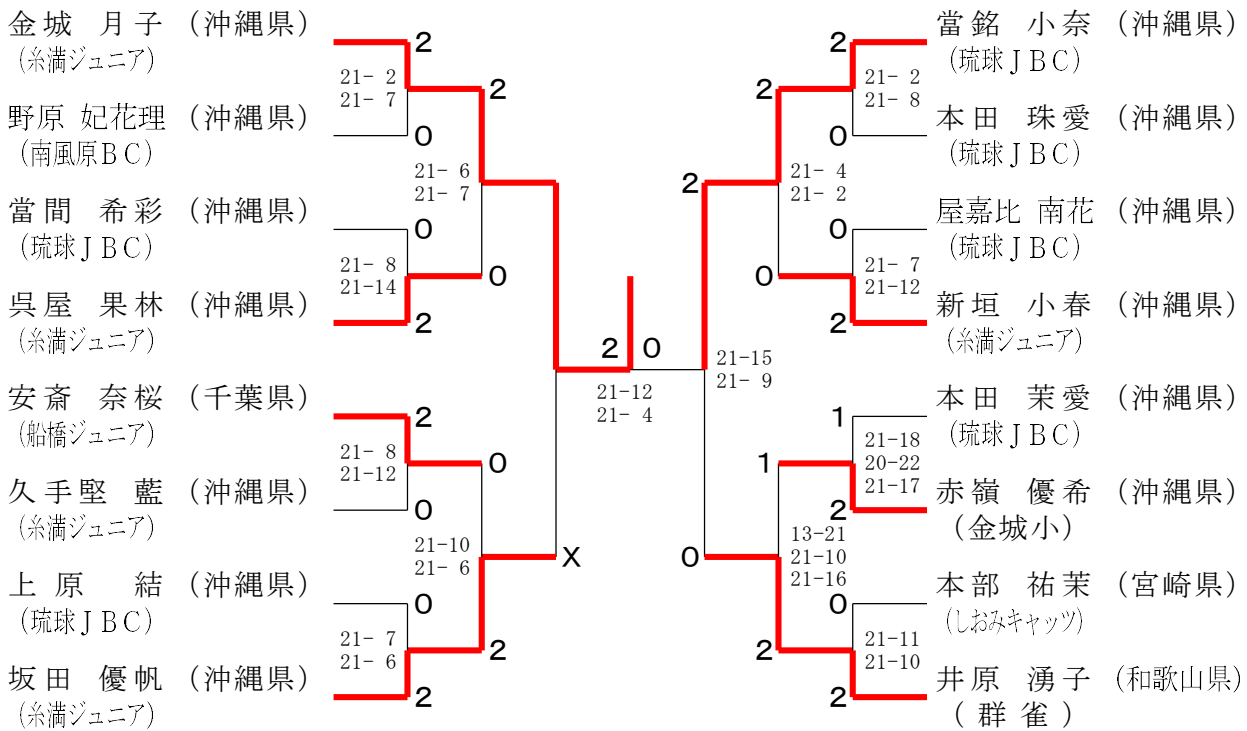 金城 月子 (沖縄県)
(糸満ジュニア)
2
21- 2
21- 7
2
野原 妃花理 (沖縄県)
(南風原BC)
0
21- 6
21- 7
當間 希彩 (沖縄県)
(琉球JBC)
0
21- 8
21-14
0
呉屋 果林 (沖縄県)
(糸満ジュニア)
2
安斎 奈桜 (千葉県)
(船橋ジュニア)
2
21- 8
21-12
0
久手堅 藍 (沖縄県)
(糸満ジュニア)
0
21-10
21- 6
X
上原 結 (沖縄県)
(琉球JBC)
0
21- 7
21- 6
2
坂田 優帆 (沖縄県)
(糸満ジュニア)
2
2 0
21-12
21- 4
當銘 小奈 (沖縄県)
(琉球JBC)
2
21- 2
21- 8
2
本田 珠愛 (沖縄県)
(琉球JBC)
0
21- 4
21- 2
2
屋嘉比 南花 (沖縄県)
(琉球JBC)
0
21- 7
21-12
0
新垣 小春 (沖縄県)
(糸満ジュニア)
2
21-15
21- 9
本田 茉愛 (沖縄県)
(琉球JBC)
1
21-18
20-22
21-17
1
赤嶺 優希 (沖縄県)
(金城小)
2
13-21
21-10
21-16
0
本部 祐茉 (宮崎県)
(しおみキャッツ)
0
21-11
21-10
2
井原 湧子 (和歌山県)
(群雀)
2